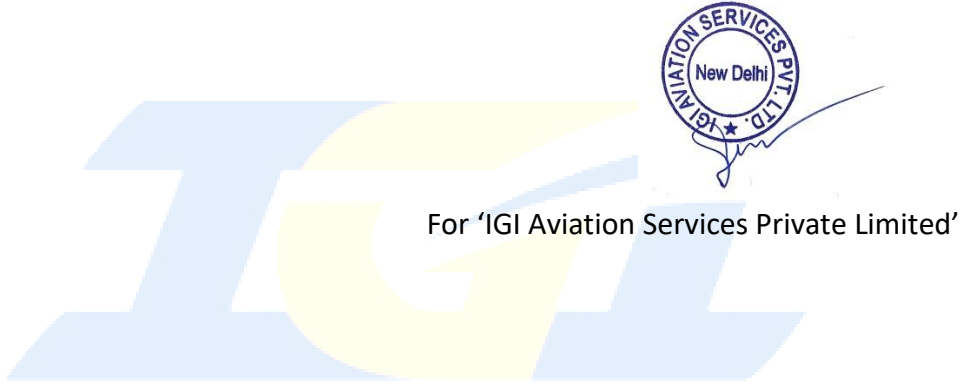 IGI AVIATION SERVICES PVT. LTD. ★
New Delhi
For ‘IGI Aviation Services Private Limited’
IGI